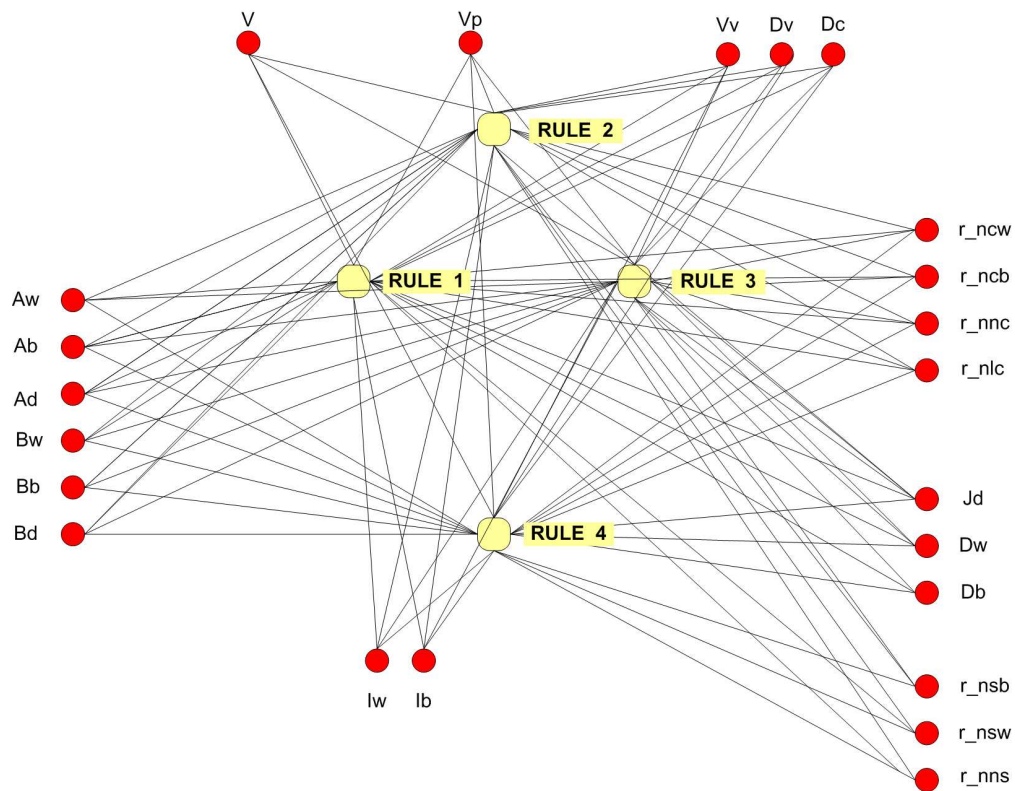 V Vp Vv Dv Dc
RULE 2
r_ncw
r_ncb
RULE 1 RULE 3
Aw
r_nnc
Ab
r_nlc
Ad
Bw
Bb
Jd
Bd
RULE 4
Dw
Db
r_nsb
Iw Ib
r_nsw
r_nns